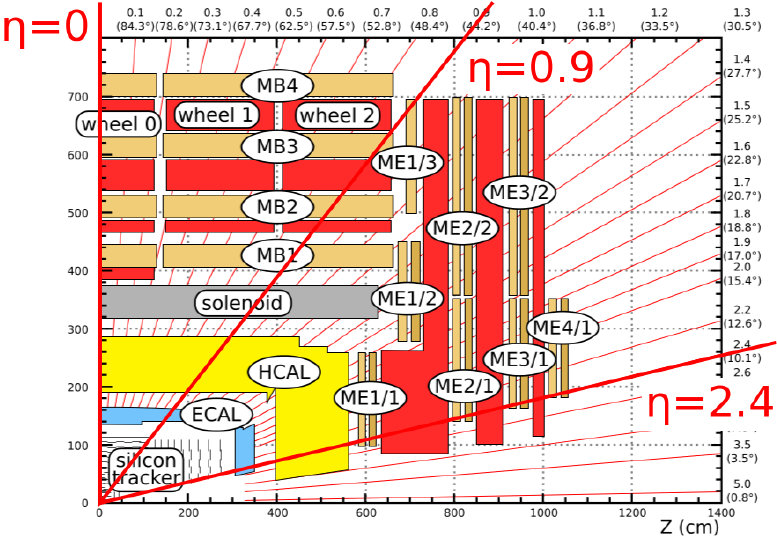 η=0
0.1 0.2 0.3 0.4 0.5 0.6 0.7 0.8 0.9 1.0 1.1 1.2 1.3
(84.3°) (78.6°) (73.1°) (67.7°) (62.5°) (57.5°) (52.8°) (48.4°) (44.2°) (40.4°) (36.8°) (33.5°) (30.5°)
η=0.9
1.4
(27.7°)
MB4
700
1.5
(25.2°)
wheel 0
wheel 1
wheel 2
MB3
600
ME1/3
1.6
(22.8°)
1.7
(20.7°)
ME3/2
MB2
500
1.8
(18.8°)
ME2/2
1.9
(17.0°)
MB1
400
2.0
(15.4°)
solenoid
ME1/2
300
2.2
(12.6°)
ME4/1
2.4
(10.1°)
ME3/1
HCAL
2.6
200
ME2/1
ME1/1
η=2.4
ECAL
100
3.5
(3.5°)
silicon
tracker
5.0
(0.8°)
0
0 200 400 600 800 1000 1200 1400
Z (cm)